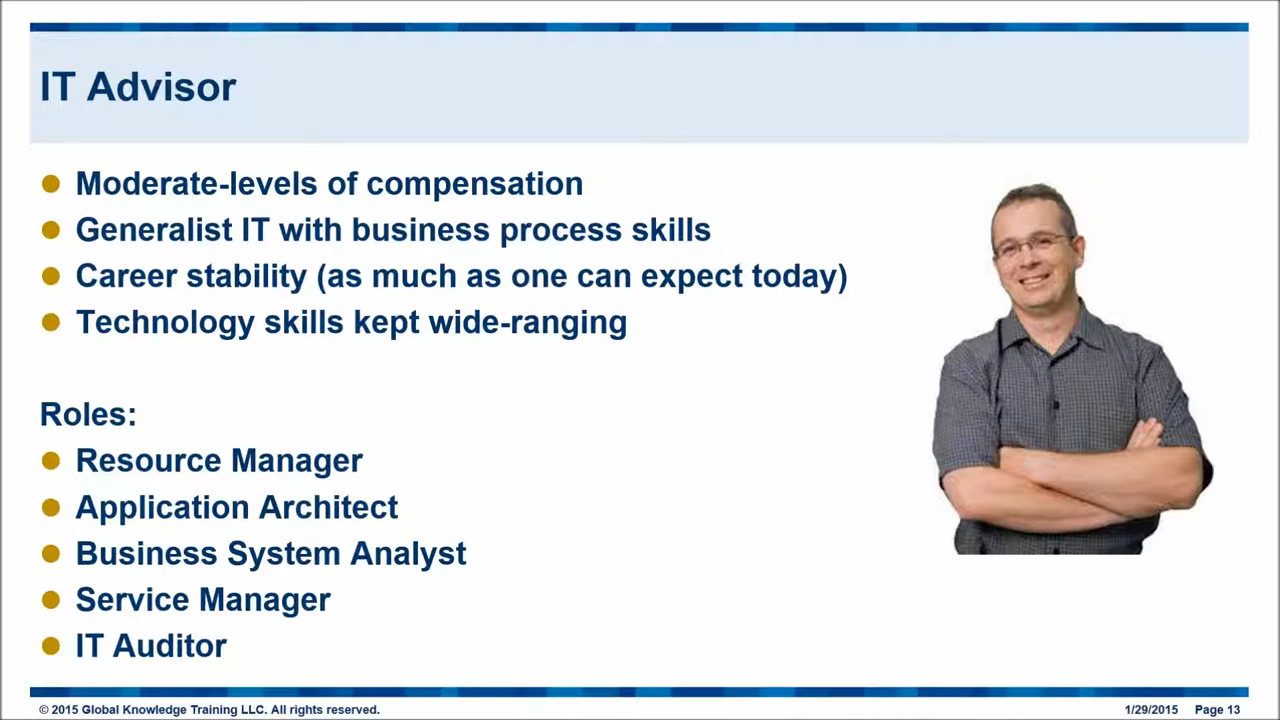 IT Advisor
Moderate-levels of compensation
Generalist IT with business process skills
Career stability (as much as one can expect today)
Technology skills kept wide-ranging
Roles:
Resource Manager
Application Architect
Business System Analyst
Service Manager
IT Auditor
© 2015 Global Knowledge Training LLC. All rights reserved.
1/29/2015 Page 13